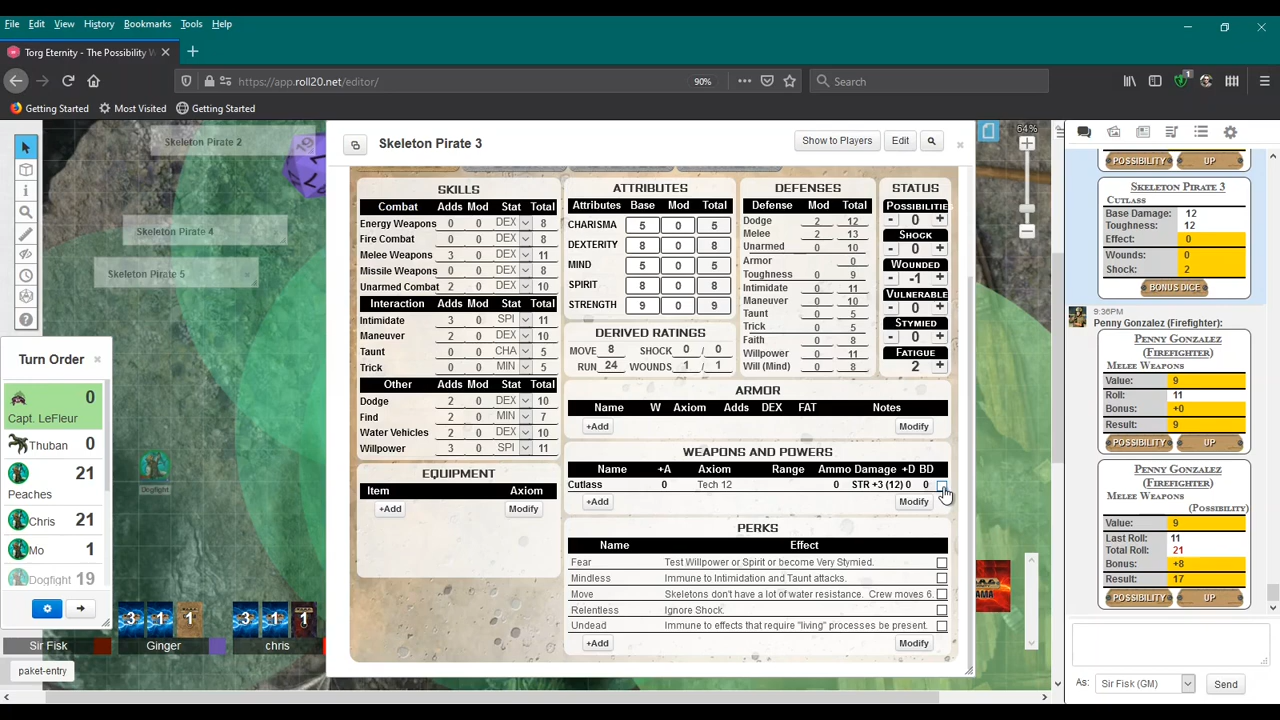 File Edit View History Bookmarks Tools Help
Torg Eternity - The Possibility W
https://app.roll20.net/editor/
90%
Search
1
Getting Started Most Visited Getting Started
Skeleton Pirate 2
Skeleton Pirate 4
Skeleton Pirate 5
Dogfight
Turn Order
0
Capt. LeFleur
Thuban 0
21
Peaches
Chris 21
Mo 1
Dogfight 19
3 1 1
3 1 1
Sir Fisk Ginger chris
paket-entry
Skeleton Pirate 3
Show to Players Edit
SKILLS
Combat Adds Mod Stat Total
Energy Weapons 0 0 DEX 8
Fire Combat 0 0 DEX 8
Melee Weapons 3 0 DEX 11
Missile Weapons 0 0 DEX 8
Unarmed Combat 2 0 DEX 10
Interaction Adds Mod Stat Total
Intimidate 3 0 SPI 11
Maneuver 2 0 DEX 10
Taunt 0 0 CHA 5
Trick 0 0 MIN 5
Other Adds Mod Stat Total
Dodge 2 0 DEX 10
Find 2 0 MIN 7
Water Vehicles 2 0 DEX 10
Willpower 3 0 SPI 11
EQUIPMENT
Item Axiom
+Add Modify
ATTRIBUTES
Attributes Base Mod Total
CHARISMA 5 0 5
DEXTERITY 8 0 8
MIND 5 0 5
SPIRIT 8 0 8
STRENGTH 9 0 9
DERIVED RATINGS
MOVE 8 SHOCK 0 / 0
RUN 24 WOUNDS 1 / 1
DEFENSES
Defense Mod Total
Dodge 2 12
Melee 2 13
Unarmed 0 10
Armor 0
Toughness 0 9
Intimidate 0 11
Maneuver 0 10
Taunt 0 5
Trick 0 5
Faith 0 8
Willpower 0 11
Will (Mind) 0 8
STATUS
POSSIBILITIES
- 0 +
SHOCK
- 0 +
WOUNDED
- -1 +
VULNERABLE
- 0 +
STYMIED
- 0 +
FATIGUE
2 +
ARMOR
Name W Axiom Adds DEX FAT Notes
+Add Modify
WEAPONS AND POWERS
Name +A Axiom Range Ammo Damage +D BD
Cutlass 0 Tech 12 0 STR +3 (12) 0 0
+Add Modify
PERKS
Name Effect
Fear Test Willpower or Spirit or become Very Stymied.
Mindless Immune to Intimidation and Taunt attacks.
Move Skeletons don't have a lot of water resistance. Crew moves 6.
Relentless Ignore Shock.
Undead Immune to effects that require "living" processes be present.
+Add Modify
64%
AMA
POSSIBILITY UP
Skeleton Pirate 3
Cutlass
Base Damage: 12
Toughness: 12
Effect: 0
Wounds: 0
Shock: 2
BONUS DICE
9:36PM
Penny Gonzalez (Firefighter):
Penny Gonzalez
(Firefighter)
Melee Weapons
Value: 9
Roll: 11
Bonus: +0
Result: 9
POSSIBILITY UP
Penny Gonzalez
(Firefighter)
Melee Weapons
(Possibility)
Value: 9
Last Roll: 11
Total Roll: 21
Bonus: +8
Result: 17
POSSIBILITY UP
As: Sir Fisk (GM) Send